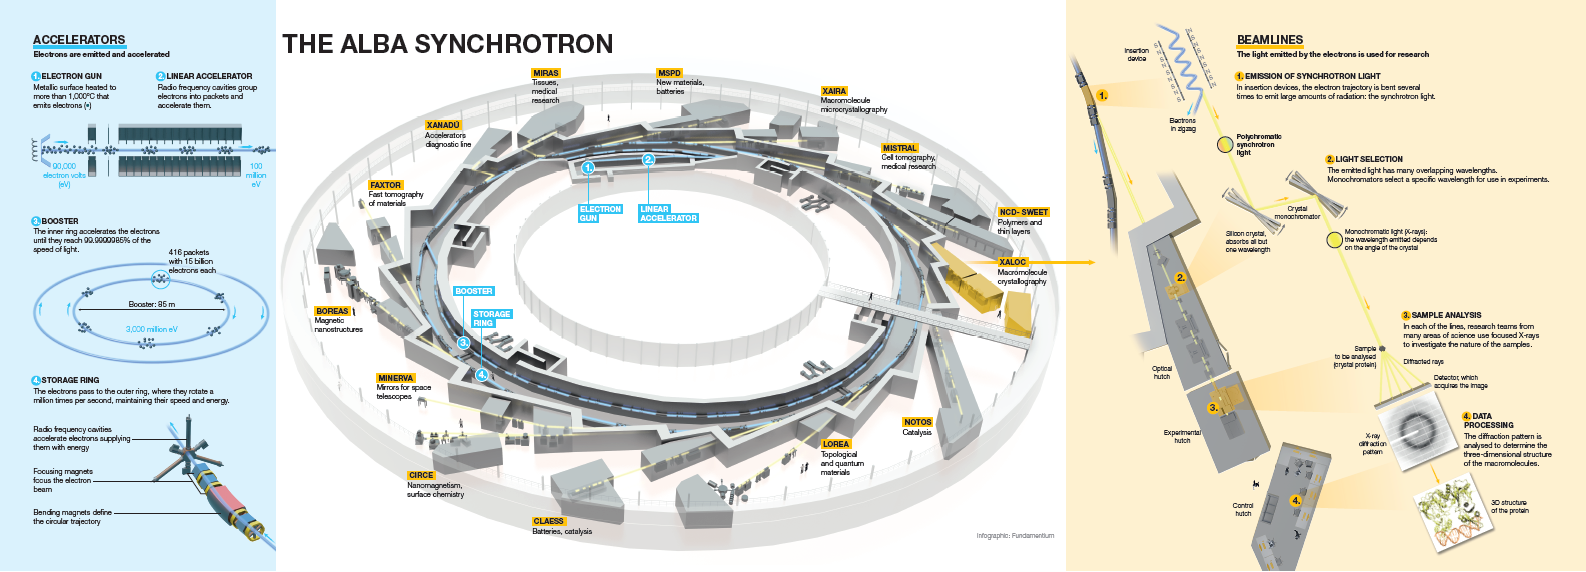 ACCELERATORS
Electrons are emitted and accelerated
1. ELECTRON GUN
Metallic surface heated to
more than 1,000ºC that
emits electrons (•)
2. LINEAR ACCELERATOR
Radio frequency cavities group
electrons into packets and
accelerate them.
90,000
electron volts
(eV)
100
million
eV
3. BOOSTER
The inner ring accelerates the electrons
until they reach 99.9999985% of the
speed of light.
416 packets
with 15 billion
electrons each
Booster: 85 m
3,000 million eV
4. STORAGE RING
The electrons pass to the outer ring, where they rotate a
million times per second, maintaining their speed and energy.
Radio frequency cavities
accelerate electrons supplying
them with energy
Focusing magnets
focus the electron
beam
Bending magnets define
the circular trajectory
THE ALBA SYNCHROTRON
MIRAS
Tissues,
medical
research
MSPD
New materials,
batteries
XAIRA
Macromolecule
microcrystallography
XANADÚ
Accelerators
diagnostic line
MISTRAL
Cell tomography,
medical research
FAXTOR
Fast tomography
of materials
NCD- SWEET
Polymers and
thin layers
XALOC
Macromolecule
crystallography
1.
2.
ELECTRON
GUN
LINEAR
ACCELERATOR
BOOSTER
STORAGE
RING
3.
4.
BOREAS
Magnetic
nanostructures
MINERVA
Mirrors for space
telescopes
CIRCE
Nanomagnetism,
surface chemistry
CLAESS
Batteries, catalysis
LOREA
Topological
and quantum
materials
NOTOS
Catalysis
Infographic: Fundamentium
BEAMLINES
The light emitted by the electrons is used for research
1. EMISSION OF SYNCHROTRON LIGHT
In insertion devices, the electron trajectory is bent several
times to emit large amounts of radiation: the synchrotron light.
Insertion
device
1.
Electrons
in zigzag
Polychromatic
synchrotron
light
2. LIGHT SELECTION
The emitted light has many overlapping wavelengths.
Monochromators select a specific wavelength for use in experiments.
Crystal
monochromator
Silicon crystal,
absorbs all but
one wavelength
Monochromatic light (X-rays):
the wavelength emitted depends
on the angle of the crystal
2.
3. SAMPLE ANALYSIS
In each of the lines, research teams from
many areas of science use focused X-rays
to investigate the nature of the samples.
Sample
to be analysed
(crystal protein)
Diffracted rays
Detector, which
acquires the image
Optical
hutch
3.
Experimental
hutch
X-ray
diffraction
pattern
4. DATA
PROCESSING
The diffraction pattern is
analysed to determine the
three-dimensional structure
of the macromolecules.
4.
Control
hutch
3D structure
of the protein